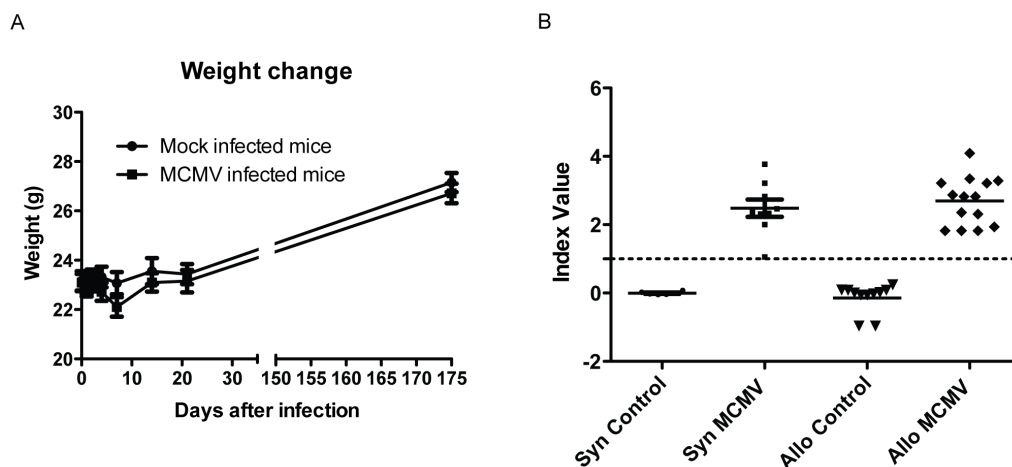 A
Weight change
30
28
26
24
22
20
Weight (g)
Mock infected mice
MCMV infected mice
0 10 20 30 150 155 160 165 170 175
Days after infection
B
6
4
2
0
-2
Index Value
Syn Control
Syn MCMV
Allo Control
Allo MCMV